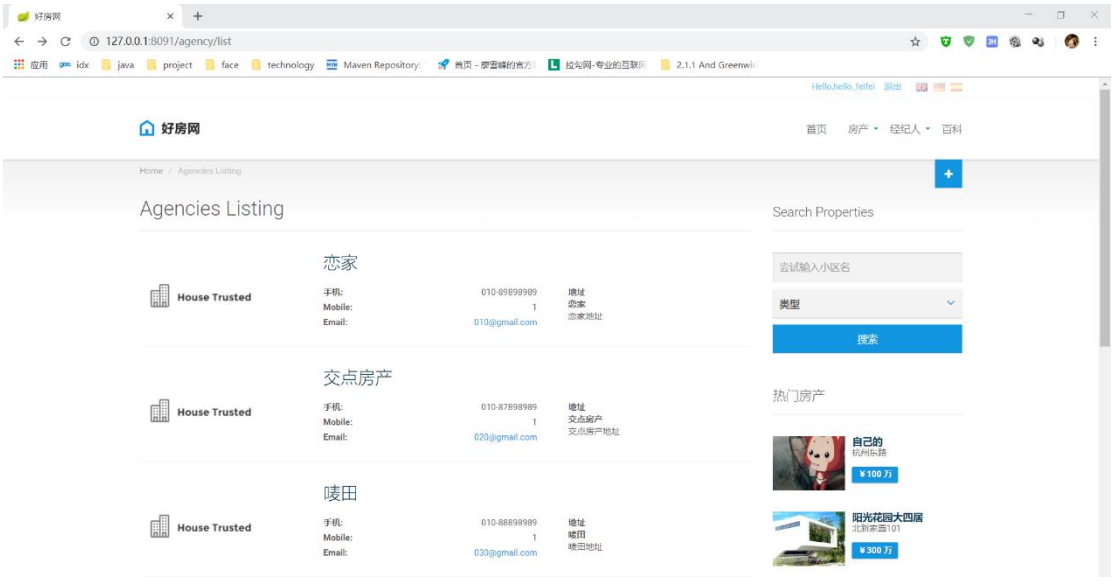 好房网
127.0.0.1:8091/agency/list
应用 idx java project face technology Maven Repository: 首页 - 廖雪峰的官方 拉勾网-专业的互联网 2.1.1 And Greenwic
Hello,hello_feifei 退出
好房网
首页 房产 经纪人 百科
Home / Agencies Listing
Agencies Listing
恋家
House Trusted
手机: 010-89898989
Mobile: 1
Email: 010@gmail.com
地址
恋家
恋家地址
交点房产
House Trusted
手机: 010-87898989
Mobile: 1
Email: 020@gmail.com
地址
交点房产
交点房产地址
唛田
House Trusted
手机: 010-88898989
Mobile: 1
Email: 030@gmail.com
地址
唛田
唛田地址
Search Properties
尝试输入小区名
类型
搜索
热门房产
自己的
杭州东路
¥100 万
阳光花园大四居
北新家园101
¥300 万